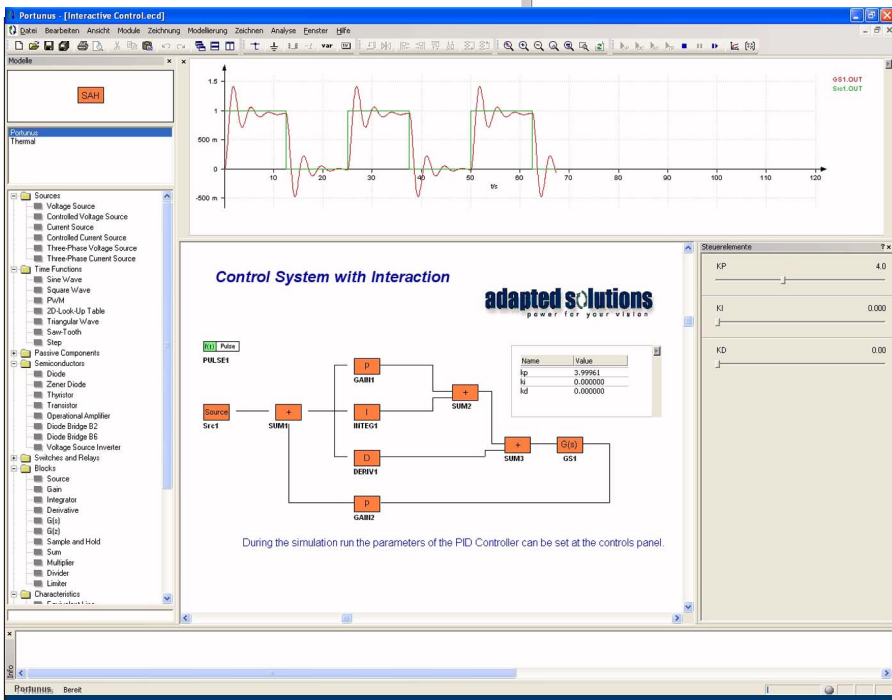 Portunus - [Interactive Control.ecd]
Datei Bearbeiten Ansicht Module Zeichnung Modellierung Zeichnen Analyse Fenster Hilfe
var
Modelle
SAH
Portunus
Thermal
Sources
Voltage Source
Controlled Voltage Source
Current Source
Controlled Current Source
Three-Phase Voltage Source
Three-Phase Current Source
Time Functions
Sine Wave
Square Wave
PWM
2D-Look-Up Table
Triangular Wave
Saw-Tooth
Step
Passive Components
Semiconductors
Diode
Zener Diode
Thyristor
Transistor
Operational Amplifier
Diode Bridge B2
Diode Bridge B6
Voltage Source Inverter
Switches and Relays
Blocks
Source
Gain
Integrator
Derivative
G(s)
G(z)
Sample and Hold
Sum
Multiplier
Divider
Limiter
Characteristics
1.5
1
500 m
-500 m
10 20 30 40 50 60 70 80 90 100 110 120
t/s
GS1.OUT
Src1.OUT
Control System with Interaction
adapted solutions
power for your vision
f(t) Pulse
PULSE1
Source
Src1
+
SUM1
P
GAIN1
I
INTEG1
D
DERIV1
P
GAIN2
+
SUM2
+
SUM3
G(s)
GS1
Name Value
kp 3.99961
ki 0.000000
kd 0.000000
During the simulation run the parameters of the PID Controller can be set at the controls panel.
Steuerelemente
KP 4.0
KI 0.000
KD 0.00
Info
Portunus Bereit